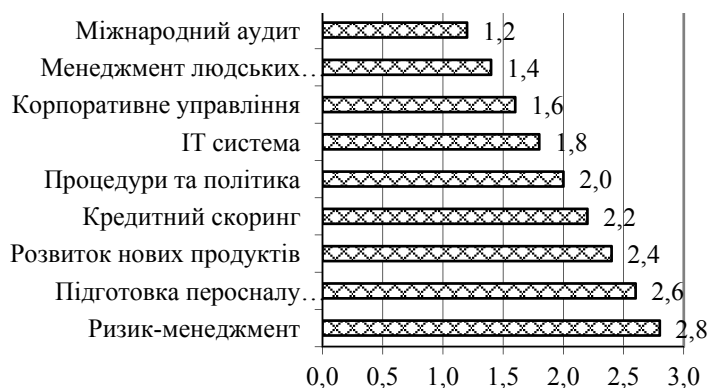 Міжнародний аудит 1,2
Менеджмент людських… 1,4
Корпоративне управління 1,6
ІТ система 1,8
Процедури та політика 2,0
Кредитний скоринг 2,2
Розвиток нових продуктів 2,4
Підготовка перосналу… 2,6
Ризик-менеджмент 2,8
0,0 0,5 1,0 1,5 2,0 2,5 3,0